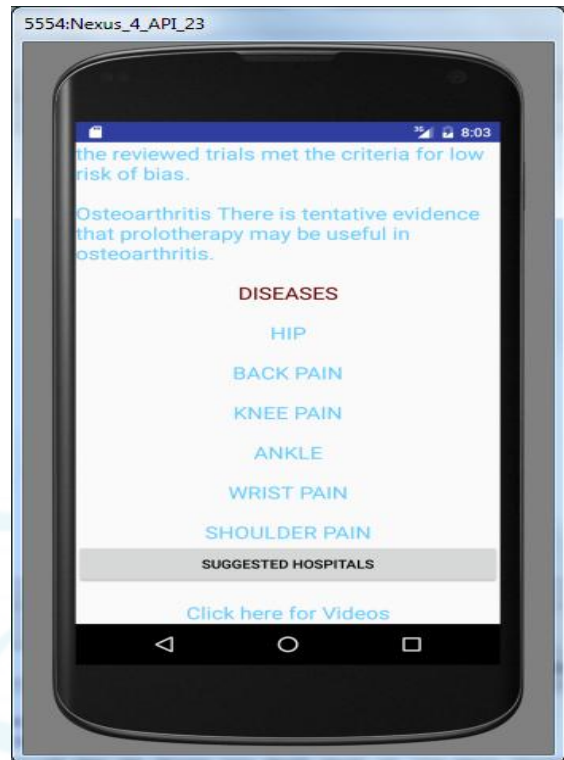 5554:Nexus_4_API_23
3G 8:03
the reviewed trials met the criteria for low
risk of bias.
Osteoarthritis There is tentative evidence
that prolotherapy may be useful in
osteoarthritis.
DISEASES
HIP
BACK PAIN
KNEE PAIN
ANKLE
WRIST PAIN
SHOULDER PAIN
SUGGESTED HOSPITALS
Click here for Videos